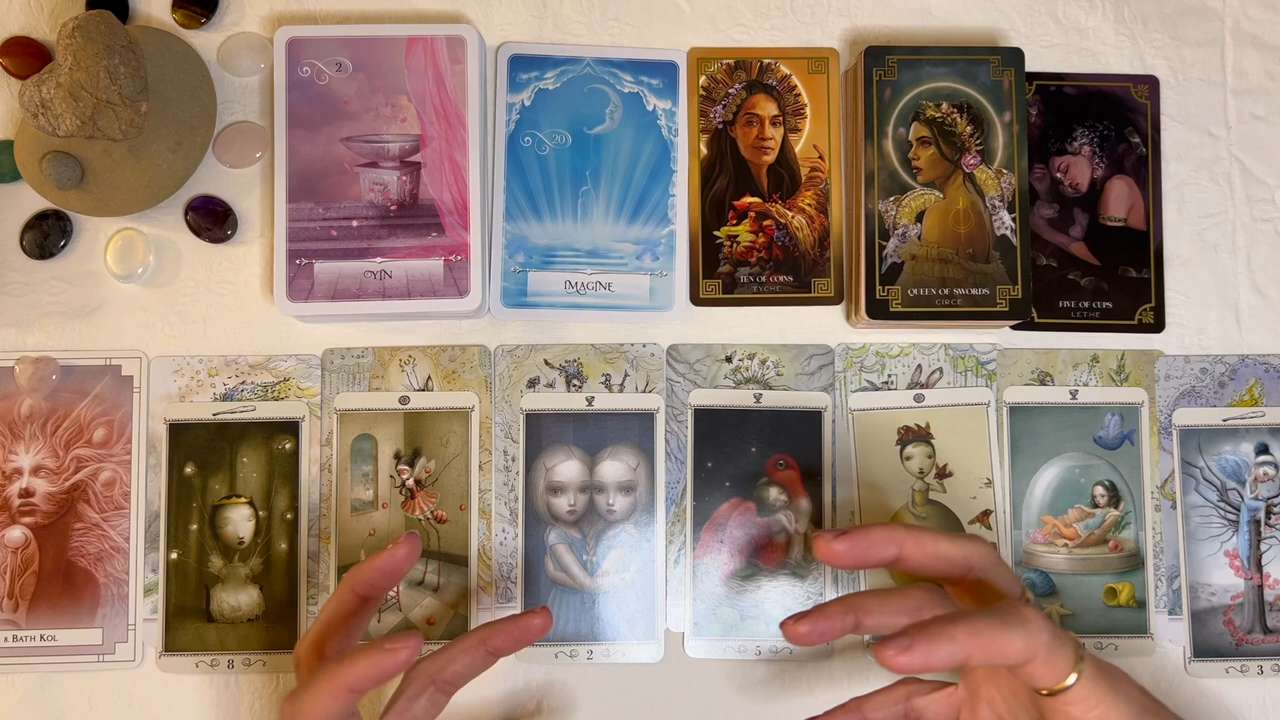 2
YIN
20
IMAGINE
TEN OF COINS
TYCHE
QUEEN OF SWORDS
CIRCE
FIVE OF CUPS
LETHE
8. BATH KOL
8
2
5
3